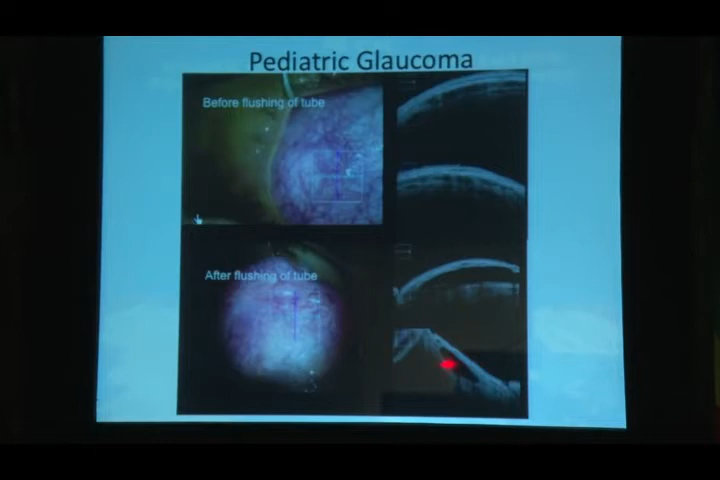 Pediatric Glaucoma
Before flushing of tube
After flushing of tube